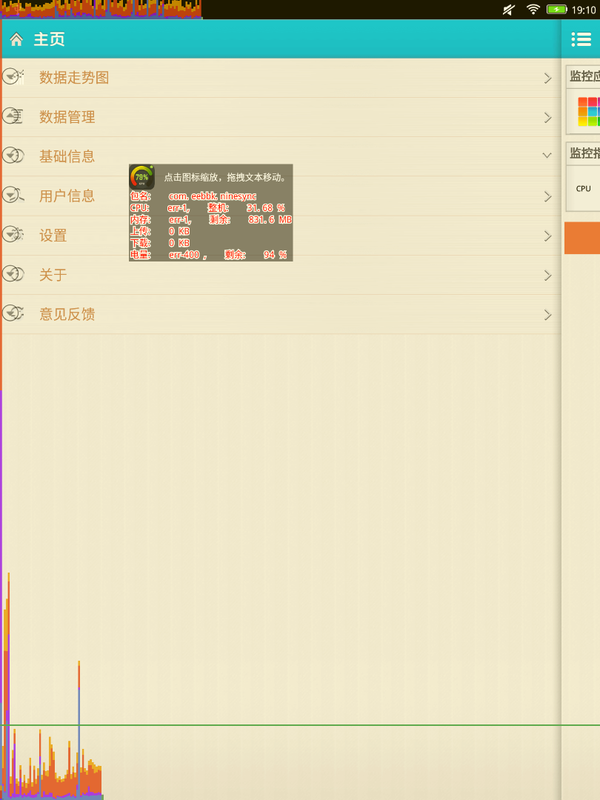 19:10
主页
数据走势图
数据管理
基础信息
用户信息
设置
关于
意见反馈
78%
点击图标缩放，拖拽文本移动。
包名: com.eebbk.ninesync
CPU: err-1, 整机: 31.68 %
内存: err-1, 剩余: 831.6 MB
上传: 0 KB
下载: 0 KB
电量: err-400 , 剩余: 94 %
监控应
监控指
CPU